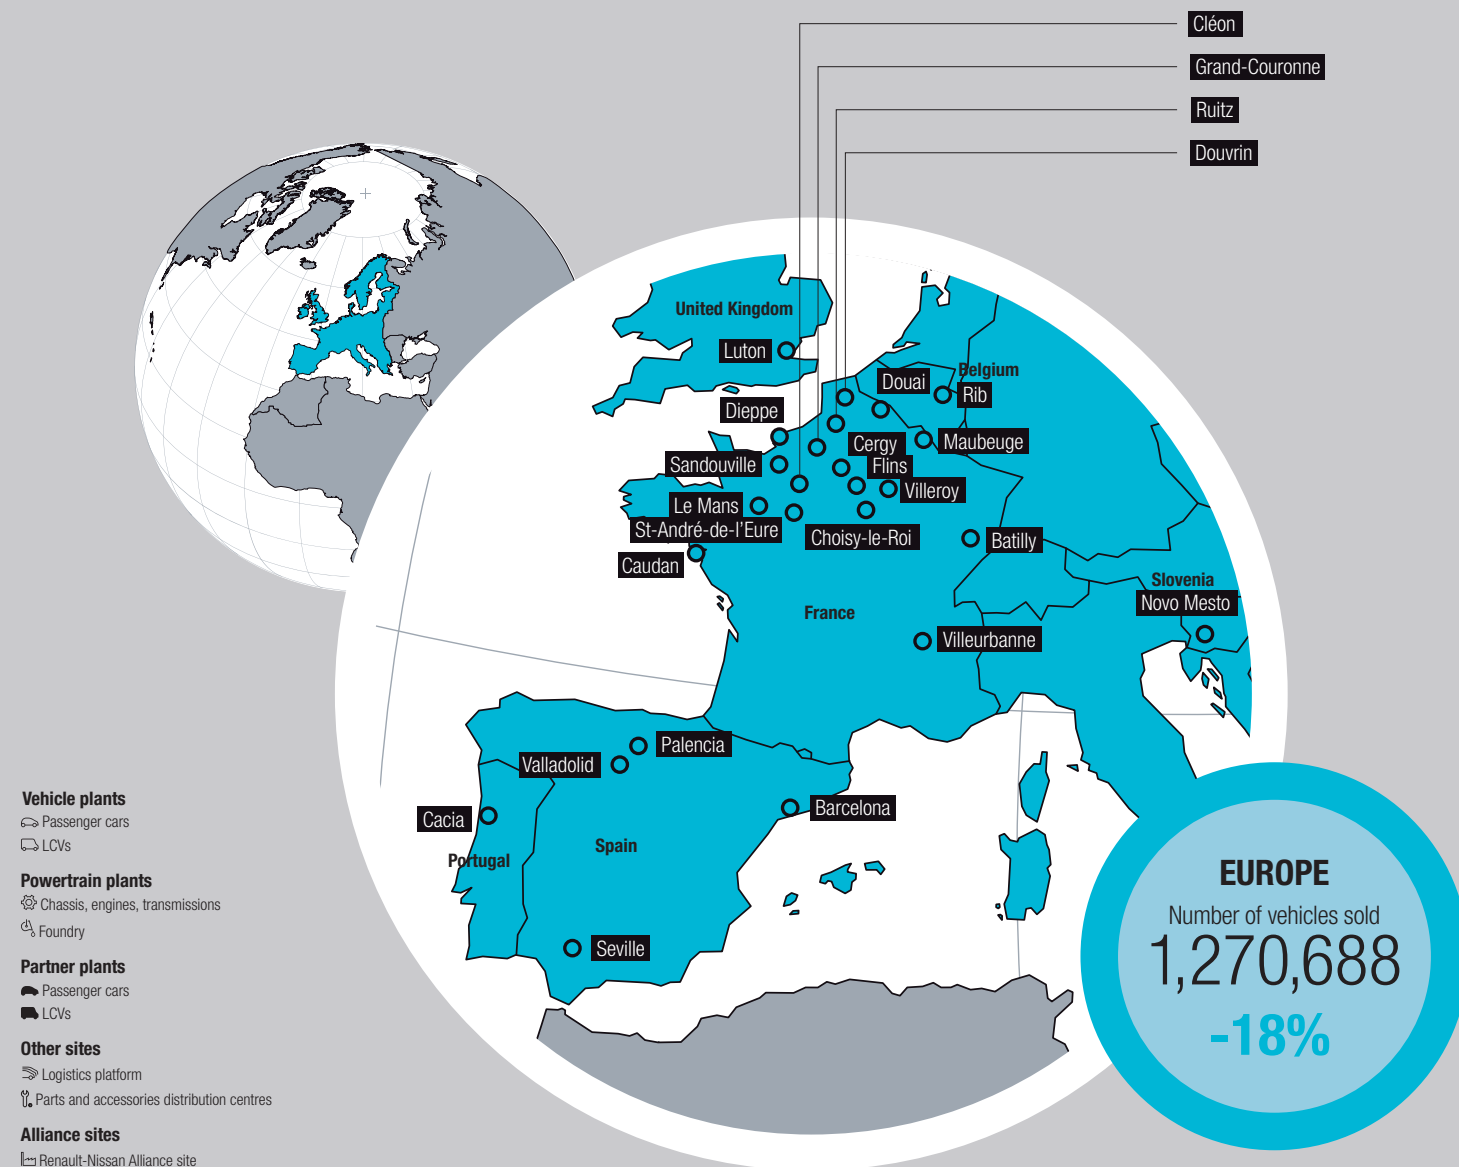 Cléon
Grand-Couronne
Ruitz
Douvrin
United Kingdom
Luton
Belgium
Douai
Rib
Dieppe
Cergy
Maubeuge
Sandouville
Flins
Villeroy
Le Mans
St-André-de-l'Eure
Choisy-le-Roi
Batilly
Caudan
Slovenia
Novo Mesto
France
Villeurbanne
Palencia
Valladolid
Barcelona
Cacia
Spain
Portugal
Seville
Vehicle plants
Passenger cars
LCVs
Powertrain plants
Chassis, engines, transmissions
Foundry
Partner plants
Passenger cars
LCVs
Other sites
Logistics platform
Parts and accessories distribution centres
Alliance sites
Renault-Nissan Alliance site
EUROPE
Number of vehicles sold
1,270,688
-18%